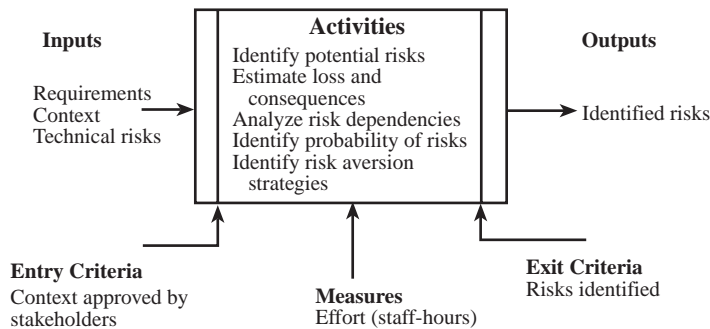 Inputs
Requirements
Context
Technical risks
Activities
Identify potential risks
Estimate loss and
consequences
Analyze risk dependencies
Identify probability of risks
Identify risk aversion
strategies
Outputs
Identified risks
Entry Criteria
Context approved by
stakeholders
Measures
Effort (staff-hours)
Exit Criteria
Risks identified